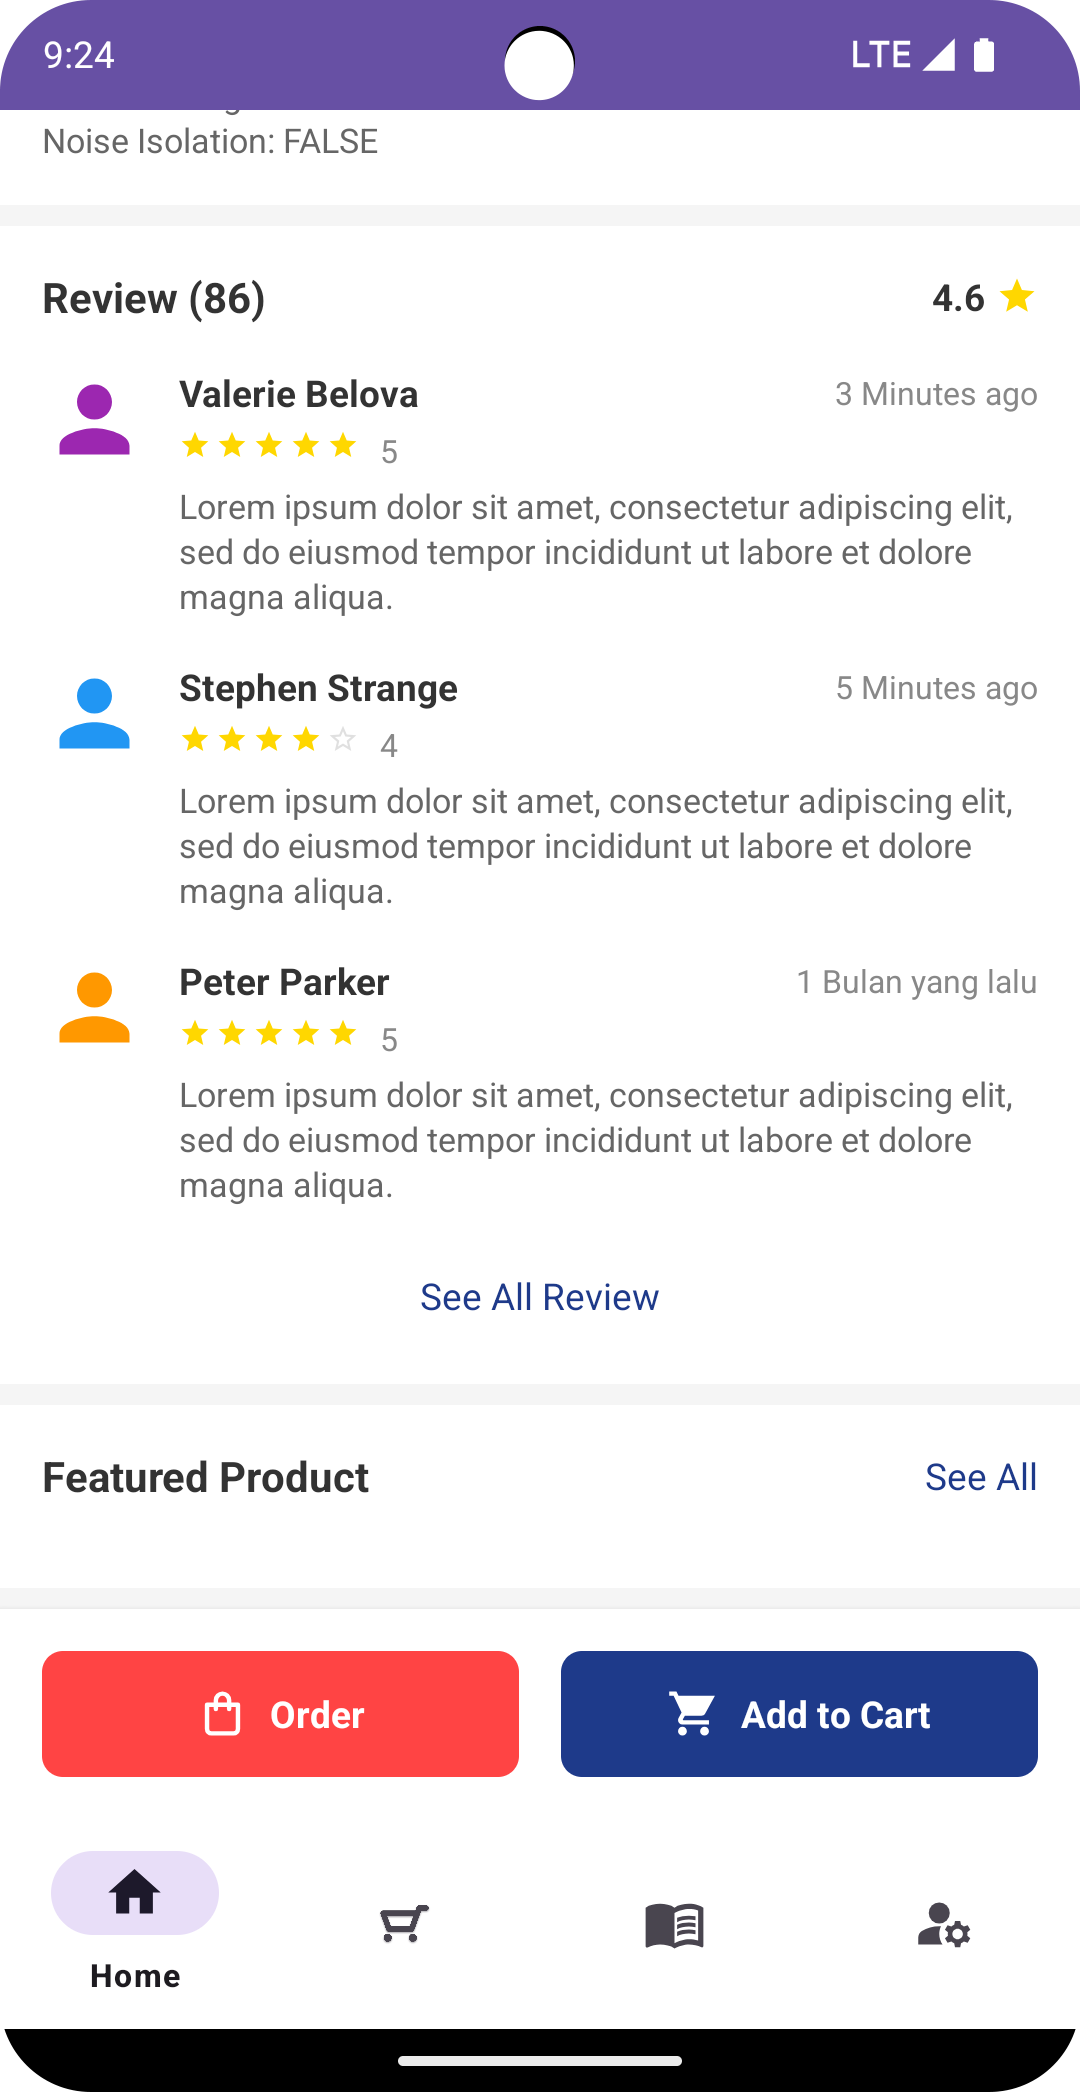 9:24
LTE
Noise Isolation: FALSE
Review (86)
4.6
Valerie Belova
3 Minutes ago
5
Lorem ipsum dolor sit amet, consectetur adipiscing elit,
sed do eiusmod tempor incididunt ut labore et dolore
magna aliqua.
Stephen Strange
5 Minutes ago
4
Lorem ipsum dolor sit amet, consectetur adipiscing elit,
sed do eiusmod tempor incididunt ut labore et dolore
magna aliqua.
Peter Parker
1 Bulan yang lalu
5
Lorem ipsum dolor sit amet, consectetur adipiscing elit,
sed do eiusmod tempor incididunt ut labore et dolore
magna aliqua.
See All Review
Featured Product
See All
Order
Add to Cart
Home